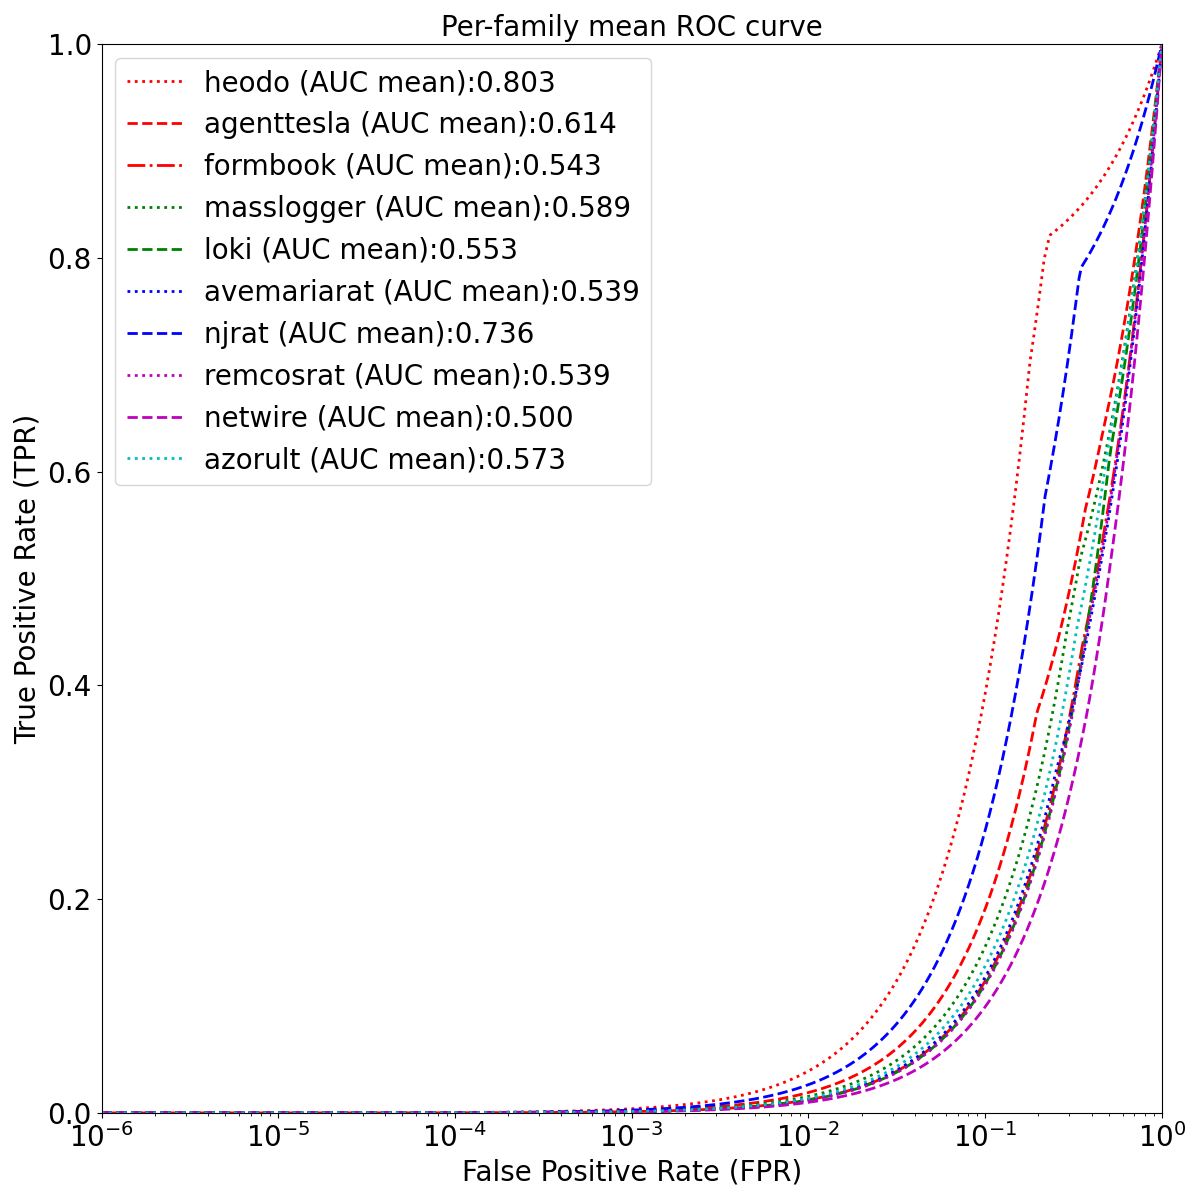 Per-family mean ROC curve
1.0
0.8
0.6
0.4
0.2
0.0
True Positive Rate (TPR)
heodo (AUC mean):0.803
agenttesla (AUC mean):0.614
formbook (AUC mean):0.543
masslogger (AUC mean):0.589
loki (AUC mean):0.553
avemariarat (AUC mean):0.539
njrat (AUC mean):0.736
remcosrat (AUC mean):0.539
netwire (AUC mean):0.500
azorult (AUC mean):0.573
10⁻⁶ 10⁻⁵ 10⁻⁴ 10⁻³ 10⁻² 10⁻¹ 10⁰
False Positive Rate (FPR)